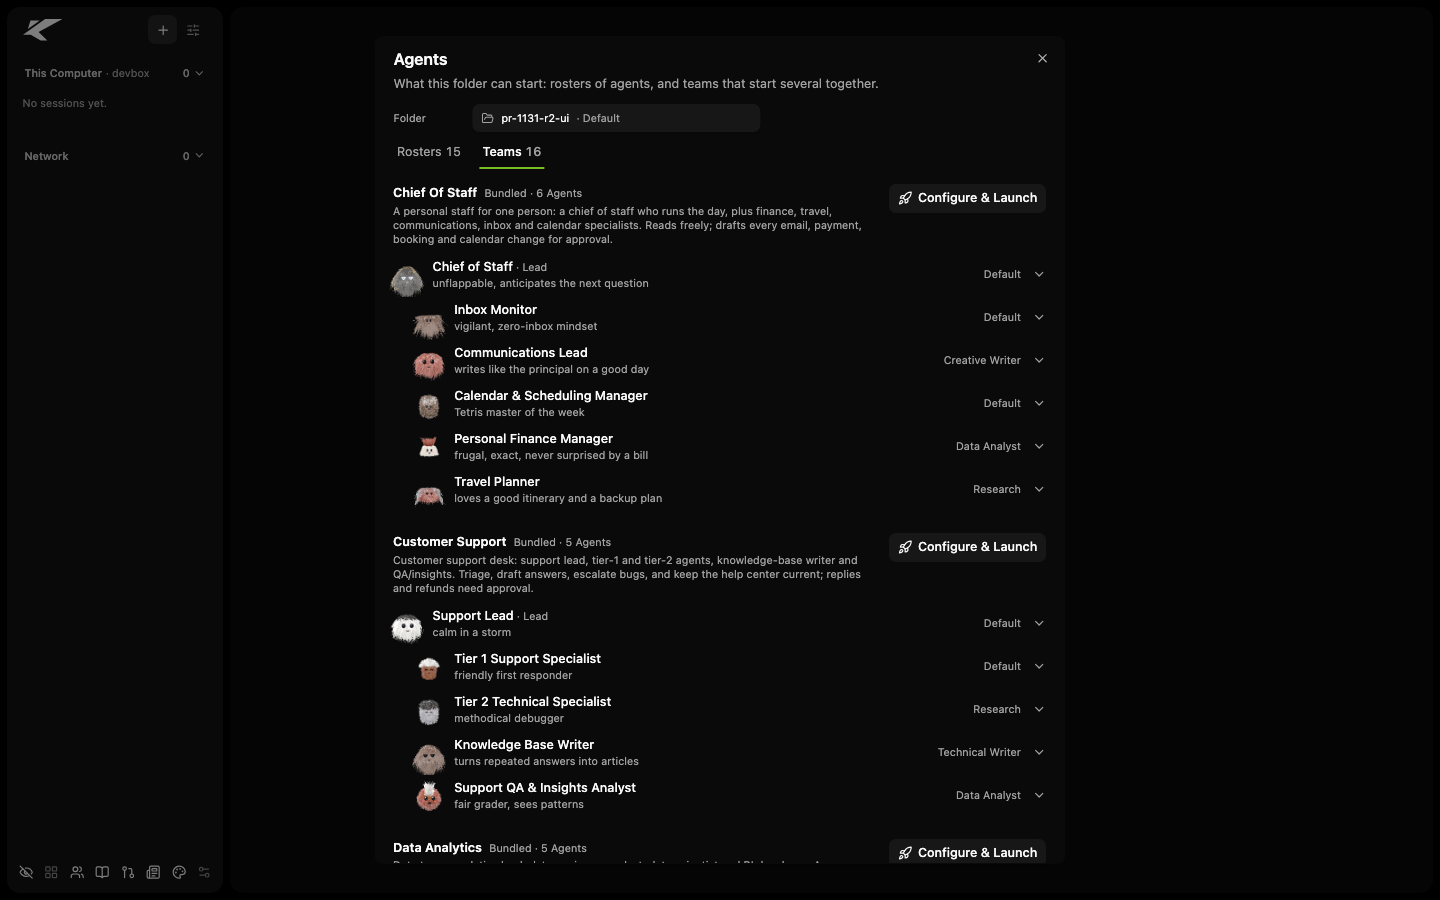 This Computer · devbox 0
No sessions yet.
Network 0
Agents
What this folder can start: rosters of agents, and teams that start several together.
Folder pr-1131-r2-ui · Default
Rosters 15 Teams 16
Chief Of Staff Bundled · 6 Agents Configure & Launch
A personal staff for one person: a chief of staff who runs the day, plus finance, travel,
communications, inbox and calendar specialists. Reads freely; drafts every email, payment,
booking and calendar change for approval.
Chief of Staff · Lead
unflappable, anticipates the next question
Default
Inbox Monitor
vigilant, zero-inbox mindset
Default
Communications Lead
writes like the principal on a good day
Creative Writer
Calendar & Scheduling Manager
Tetris master of the week
Default
Personal Finance Manager
frugal, exact, never surprised by a bill
Data Analyst
Travel Planner
loves a good itinerary and a backup plan
Research
Customer Support Bundled · 5 Agents Configure & Launch
Customer support desk: support lead, tier-1 and tier-2 agents, knowledge-base writer and
QA/insights. Triage, draft answers, escalate bugs, and keep the help center current; replies
and refunds need approval.
Support Lead · Lead
calm in a storm
Default
Tier 1 Support Specialist
friendly first responder
Default
Tier 2 Technical Specialist
methodical debugger
Research
Knowledge Base Writer
turns repeated answers into articles
Technical Writer
Support QA & Insights Analyst
fair grader, sees patterns
Data Analyst
Data Analytics Bundled · 5 Agents Configure & Launch